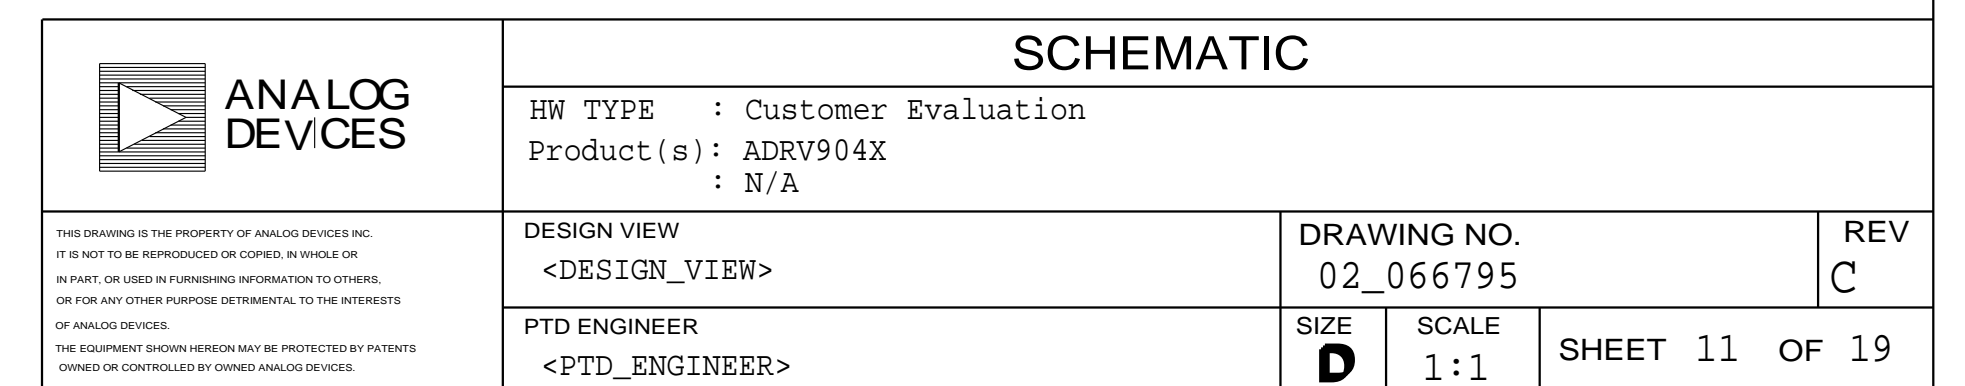 SCHEMATIC
ANALOG
DEVICES
HW TYPE : Customer Evaluation
Product(s): ADRV904X
: N/A
THIS DRAWING IS THE PROPERTY OF ANALOG DEVICES INC.
IT IS NOT TO BE REPRODUCED OR COPIED, IN WHOLE OR
IN PART, OR USED IN FURNISHING INFORMATION TO OTHERS,
OR FOR ANY OTHER PURPOSE DETRIMENTAL TO THE INTERESTS
OF ANALOG DEVICES.
THE EQUIPMENT SHOWN HEREON MAY BE PROTECTED BY PATENTS
OWNED OR CONTROLLED BY OWNED ANALOG DEVICES.
DESIGN VIEW
<DESIGN_VIEW>
DRAWING NO.
02_066795
REV
C
PTD ENGINEER
<PTD_ENGINEER>
SIZE
D
SCALE
1:1
SHEET 11 OF 19